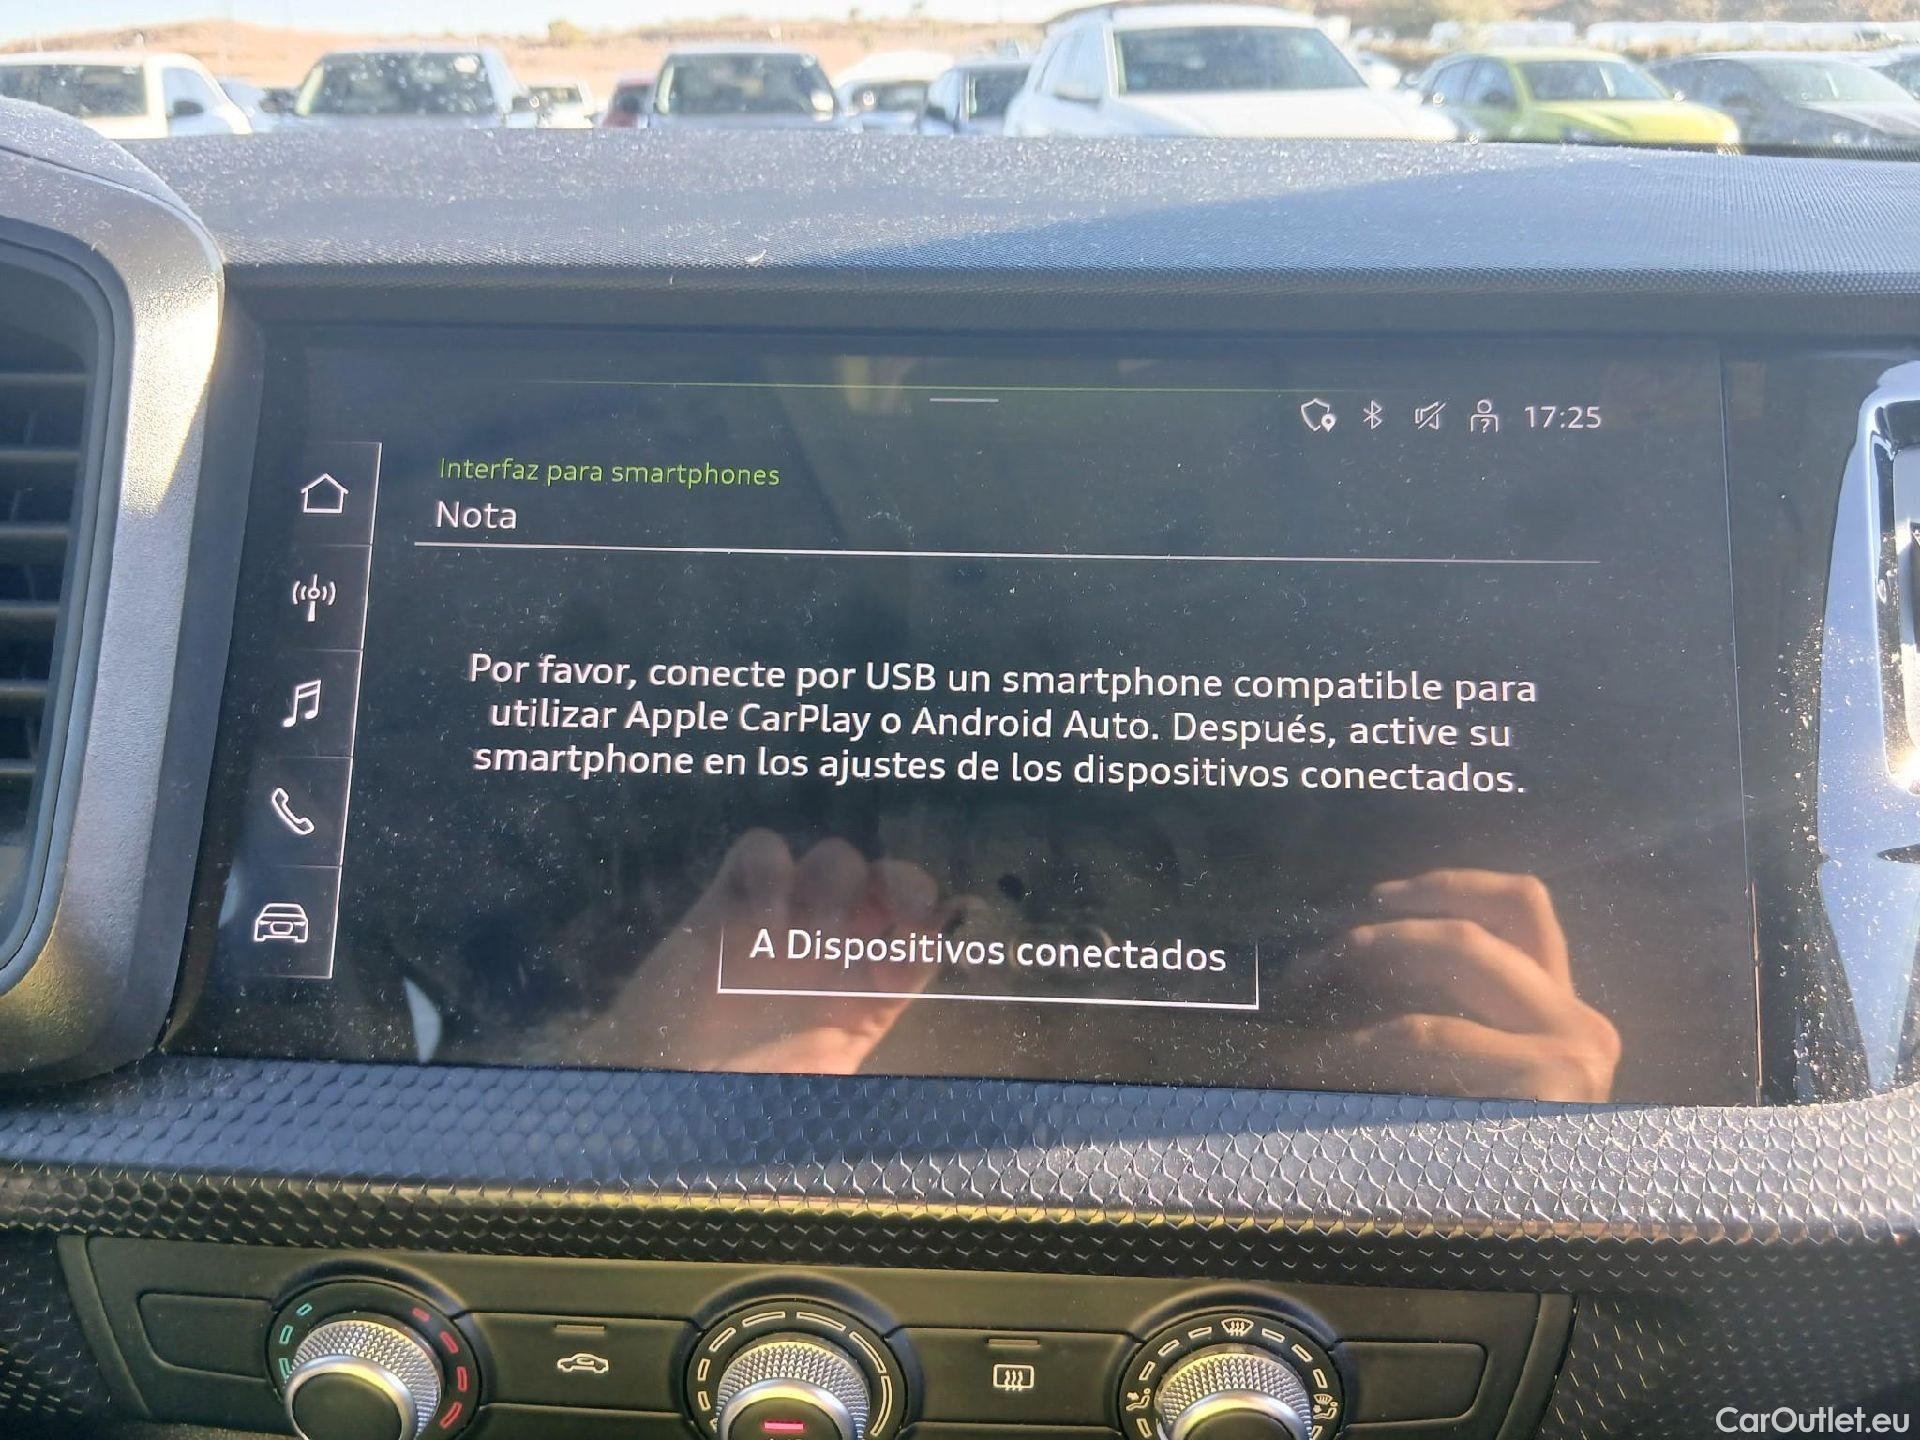 17:25
Interfaz para smartphones
Nota
Por favor, conecte por USB un smartphone compatible para
utilizar Apple CarPlay o Android Auto. Después, active su
smartphone en los ajustes de los dispositivos conectados.
A Dispositivos conectados
CarOutlet.eu